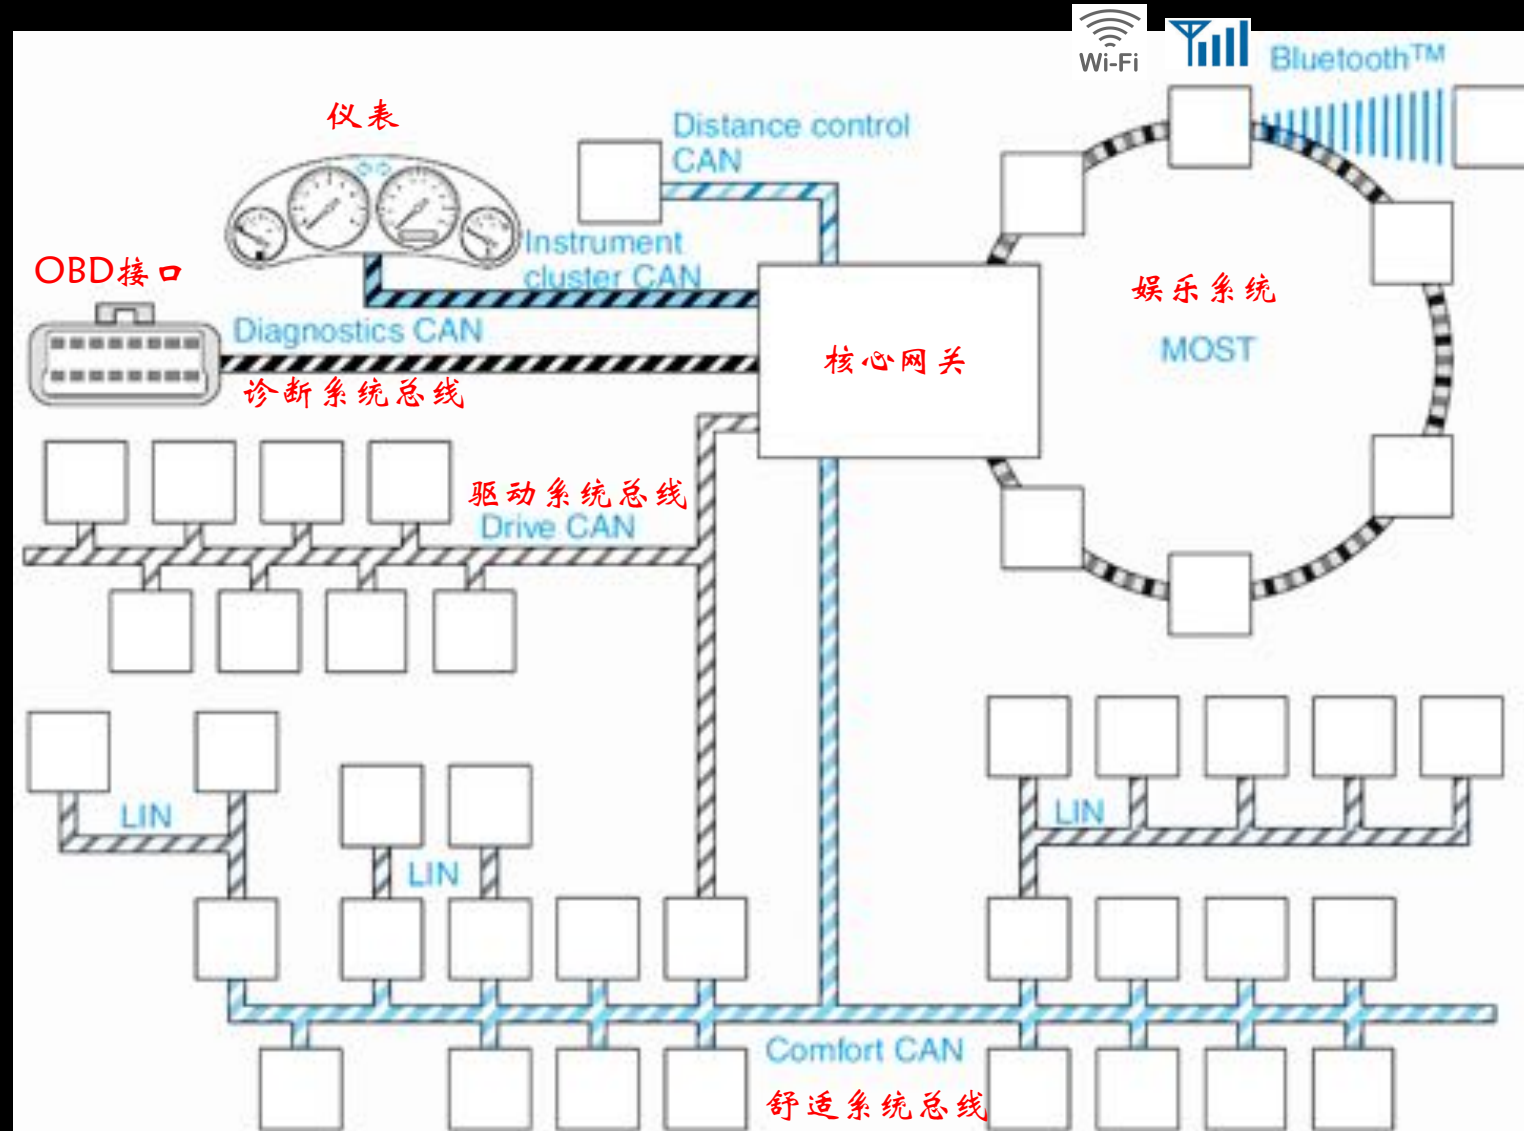 Wi-Fi
Bluetooth™
仪表
Distance control
CAN
Instrument
cluster CAN
OBD接口
娱乐系统
Diagnostics CAN
MOST
核心网关
诊断系统总线
驱动系统总线
Drive CAN
LIN
LIN
LIN
Comfort CAN
舒适系统总线